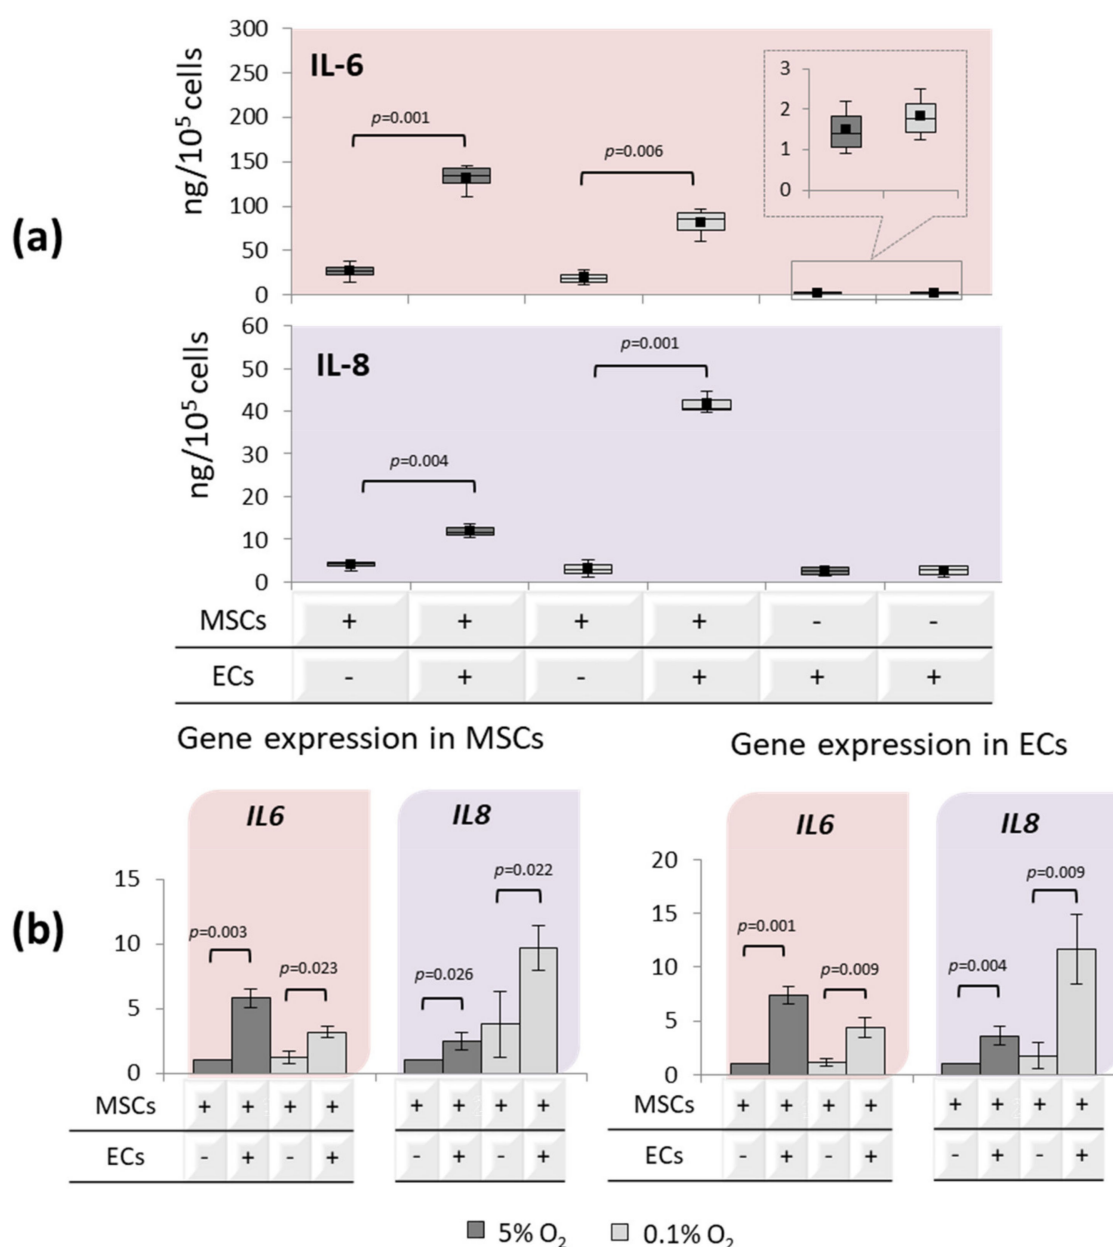 (a)
IL-6
ng/10⁵ cells
300
250
200
150
100
50
0
p=0.001
p=0.006
3
2
1
0
IL-8
ng/10⁵ cells
60
50
40
30
20
10
0
p=0.004
p=0.001
MSCs + + + + - -
ECs - + - + + +
(b)
Gene expression in MSCs
IL6 IL8
15
10
5
0
p=0.003
p=0.023
p=0.026
p=0.022
MSCs + + + + + + + +
ECs - + - + - + - +
Gene expression in ECs
IL6 IL8
20
15
10
5
0
p=0.001
p=0.009
p=0.004
p=0.009
MSCs + + + + + + + +
ECs - + - + - + - +
5% O₂ 0.1% O₂